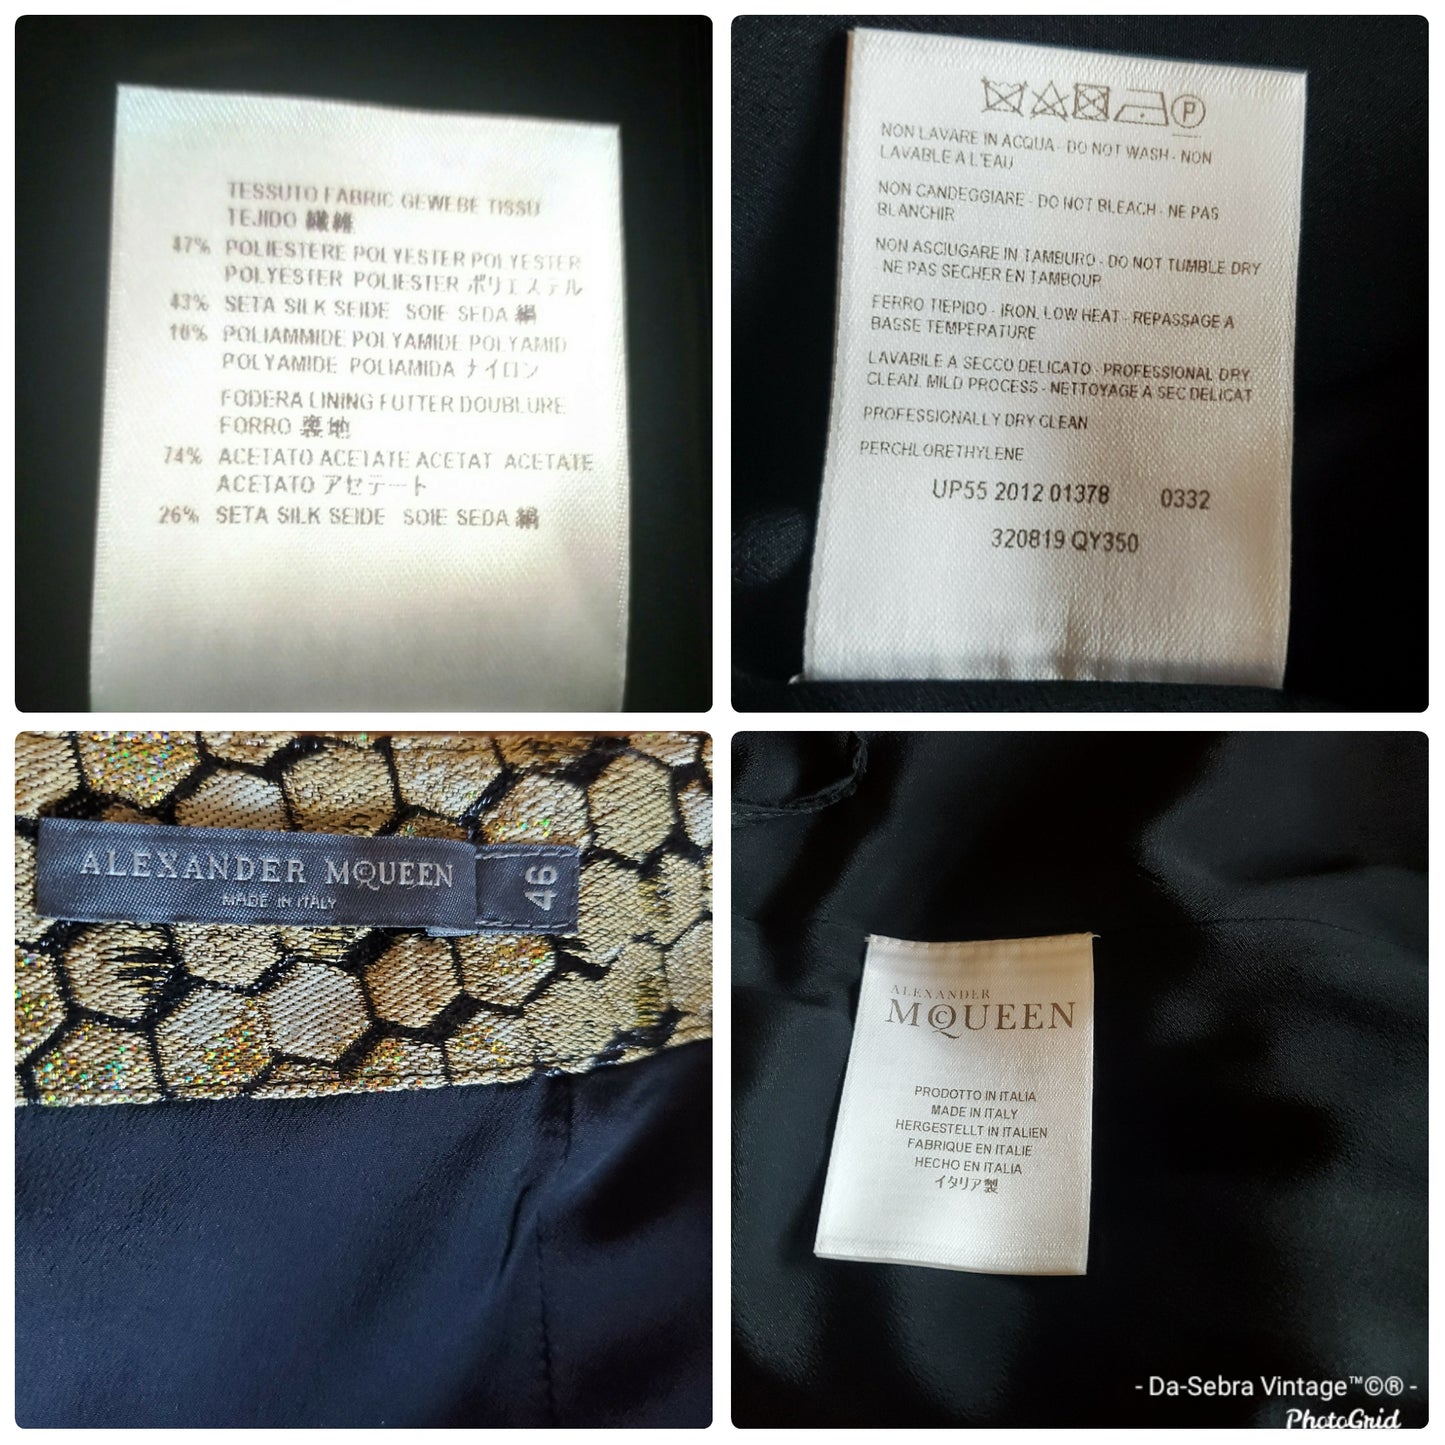 TESSUTO FABRIC GEWEBE TISSU
TEJIDO 繊維
47% POLIESTERE POLYESTER POLYESTER
POLYESTER POLIESTER ポリエステル
43% SETA SILK SEIDE SOIE SEDA 絹
10% POLIAMMIDE POLYAMIDE POLYAMID
POLYAMIDE POLIAMIDA ナイロン
FODERA LINING FUTTER DOUBLURE
FORRO 裏地
74% ACETATO ACETATE ACETAT ACETATE
ACETATO アセテート
26% SETA SILK SEIDE SOIE SEDA 絹
P
NON LAVARE IN ACQUA - DO NOT WASH - NON
LAVABLE A L'EAU
NON CANDEGGIARE - DO NOT BLEACH - NE PAS
BLANCHIR
NON ASCIUGARE IN TAMBURO - DO NOT TUMBLE DRY
- NE PAS SECHER EN TAMBOUR
FERRO TIEPIDO - IRON, LOW HEAT - REPASSAGE A
BASSE TEMPERATURE
LAVABILE A SECCO DELICATO - PROFESSIONAL DRY
CLEAN. MILD PROCESS - NETTOYAGE A SEC DELICAT
PROFESSIONALLY DRY CLEAN
PERCHLORETHYLENE
UP55 2012 01378 0332
320819 QY350
ALEXANDER McQUEEN
MADE IN ITALY
46
ALEXANDER
McQUEEN
PRODOTTO IN ITALIA
MADE IN ITALY
HERGESTELLT IN ITALIEN
FABRIQUE EN ITALIE
HECHO EN ITALIA
イタリア製
- Da-Sebra Vintage™©® -
PhotoGrid